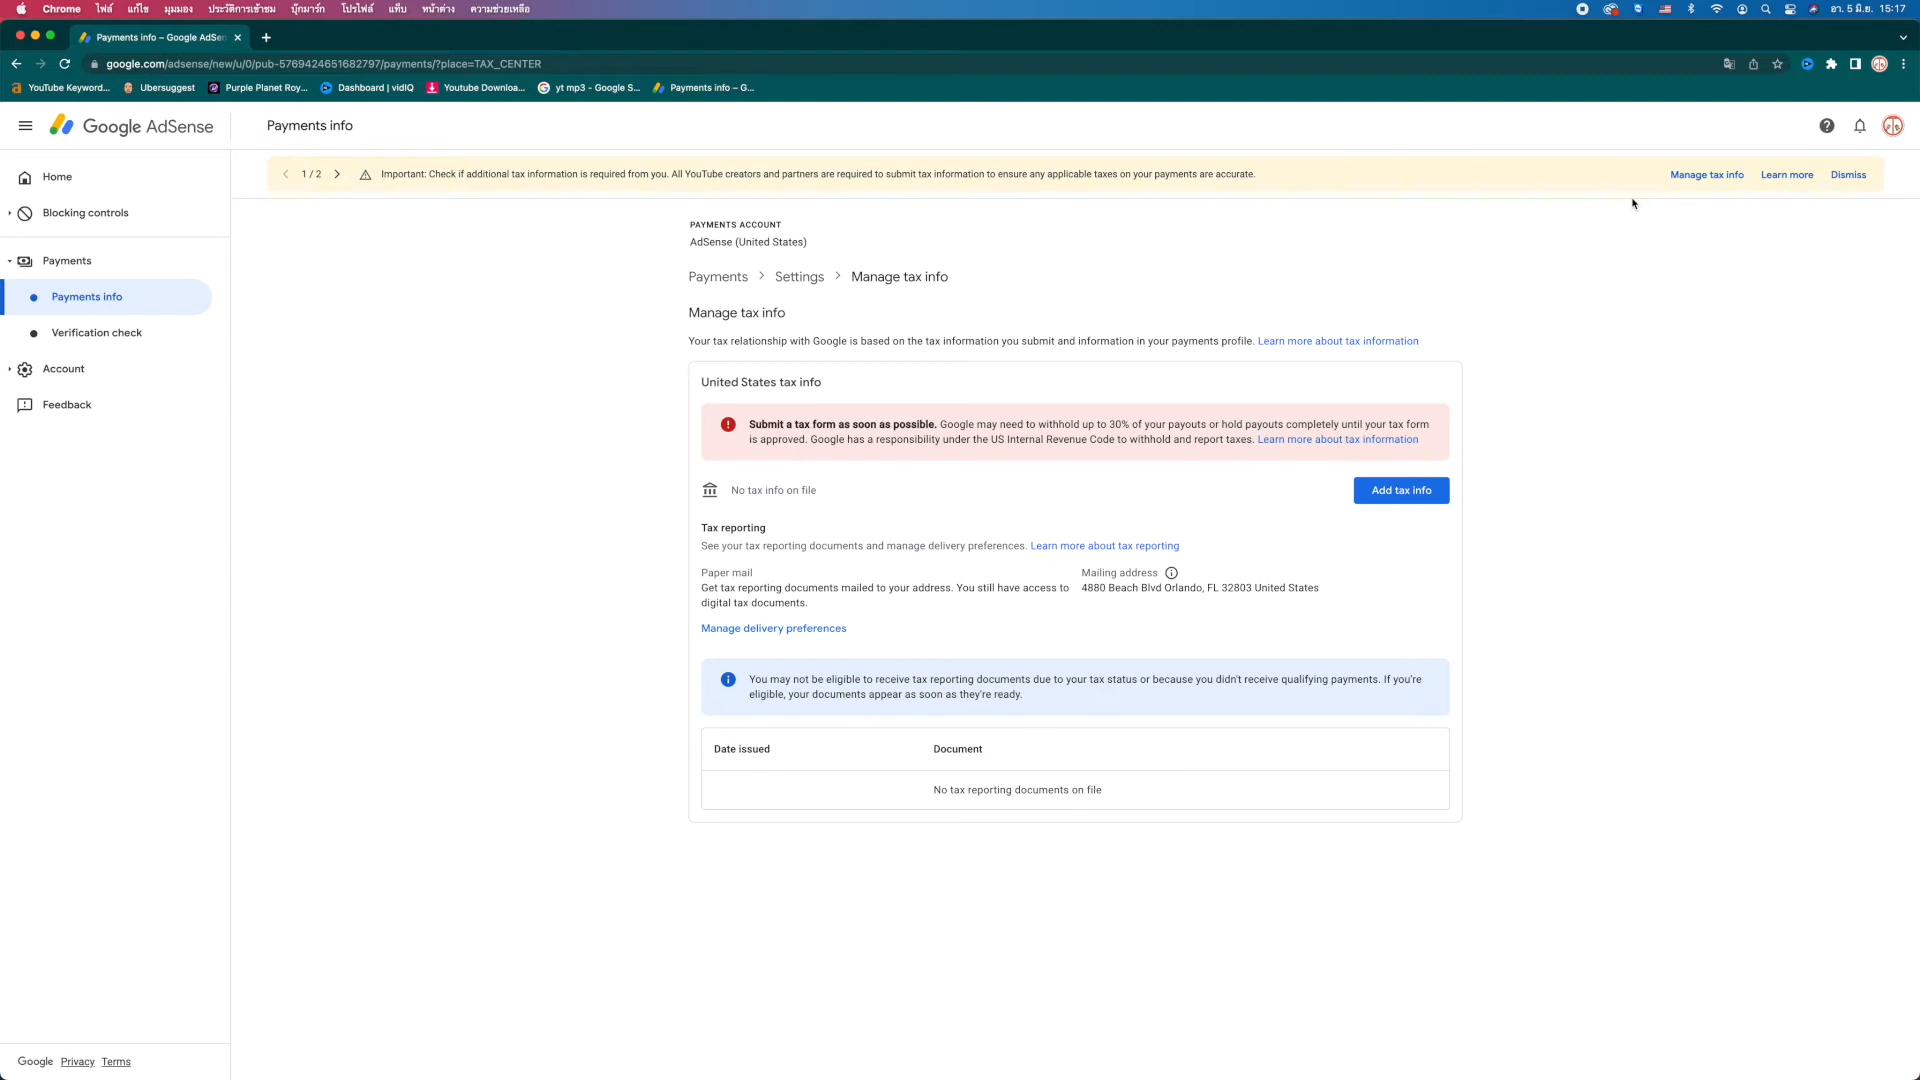 Chrome ไฟล์ แก้ไข มุมมอง ประวัติการเข้าชม บุ๊กมาร์ก โปรไฟล์ แท็บ หน้าต่าง ความช่วยเหลือ อา. 5 มิ.ย. 15:17
Payments info – Google AdSen
google.com/adsense/new/u/0/pub-5769424651682797/payments/?place=TAX_CENTER
YouTube Keyword... Ubersuggest Purple Planet Roy... Dashboard | vidIQ Youtube Downloa... yt mp3 - Google S... Payments info – G...
Google AdSense Payments info
1 / 2 Important: Check if additional tax information is required from you. All YouTube creators and partners are required to submit tax information to ensure any applicable taxes on your payments are accurate. Manage tax info Learn more Dismiss
Home
Blocking controls
Payments
Payments info
Verification check
Account
Feedback
PAYMENTS ACCOUNT
AdSense (United States)
Payments > Settings > Manage tax info
Manage tax info
Your tax relationship with Google is based on the tax information you submit and information in your payments profile. Learn more about tax information
United States tax info
Submit a tax form as soon as possible. Google may need to withhold up to 30% of your payouts or hold payouts completely until your tax form
is approved. Google has a responsibility under the US Internal Revenue Code to withhold and report taxes. Learn more about tax information
No tax info on file Add tax info
Tax reporting
See your tax reporting documents and manage delivery preferences. Learn more about tax reporting
Paper mail
Get tax reporting documents mailed to your address. You still have access to
digital tax documents.
Mailing address
4880 Beach Blvd Orlando, FL 32803 United States
Manage delivery preferences
You may not be eligible to receive tax reporting documents due to your tax status or because you didn't receive qualifying payments. If you're
eligible, your documents appear as soon as they're ready.
Date issued Document
No tax reporting documents on file
Google Privacy Terms